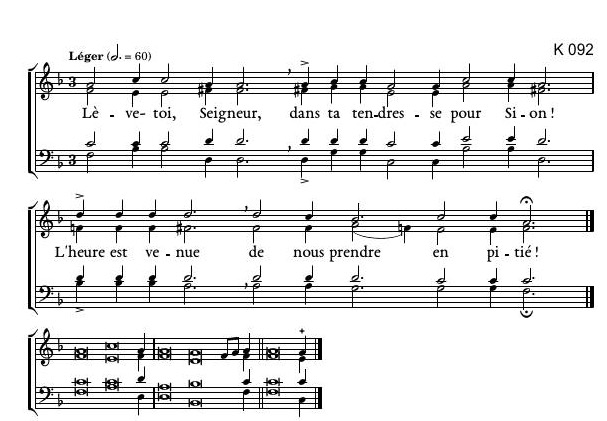 K 092
Léger (𝅗𝅥. = 60)
Lè - ve- toi, Seigneur, dans ta ten-dres- se pour Si-on !
L'heure est ve - nue de nous prendre en pi-tié !